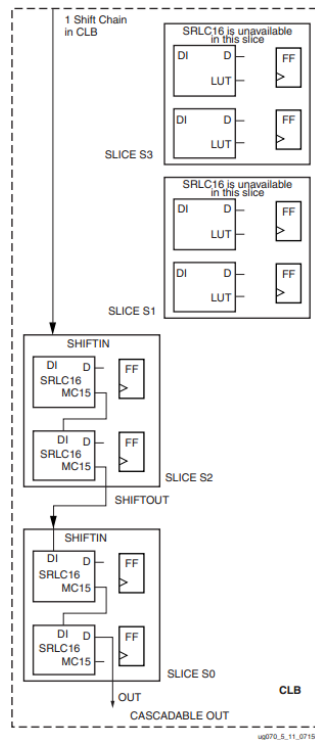 1 Shift Chain
in CLB
SRLC16 is unavailable
in this slice
DI
D
LUT
FF
DI
D
LUT
FF
SLICE S3
SRLC16 is unavailable
in this slice
DI
D
LUT
FF
DI
D
LUT
FF
SLICE S1
SHIFTIN
DI
D
SRLC16
MC15
FF
DI
D
SRLC16
MC15
FF
SLICE S2
SHIFTOUT
SHIFTIN
DI
D
SRLC16
MC15
FF
DI
D
SRLC16
MC15
FF
SLICE S0
OUT
CASCADABLE OUT
CLB